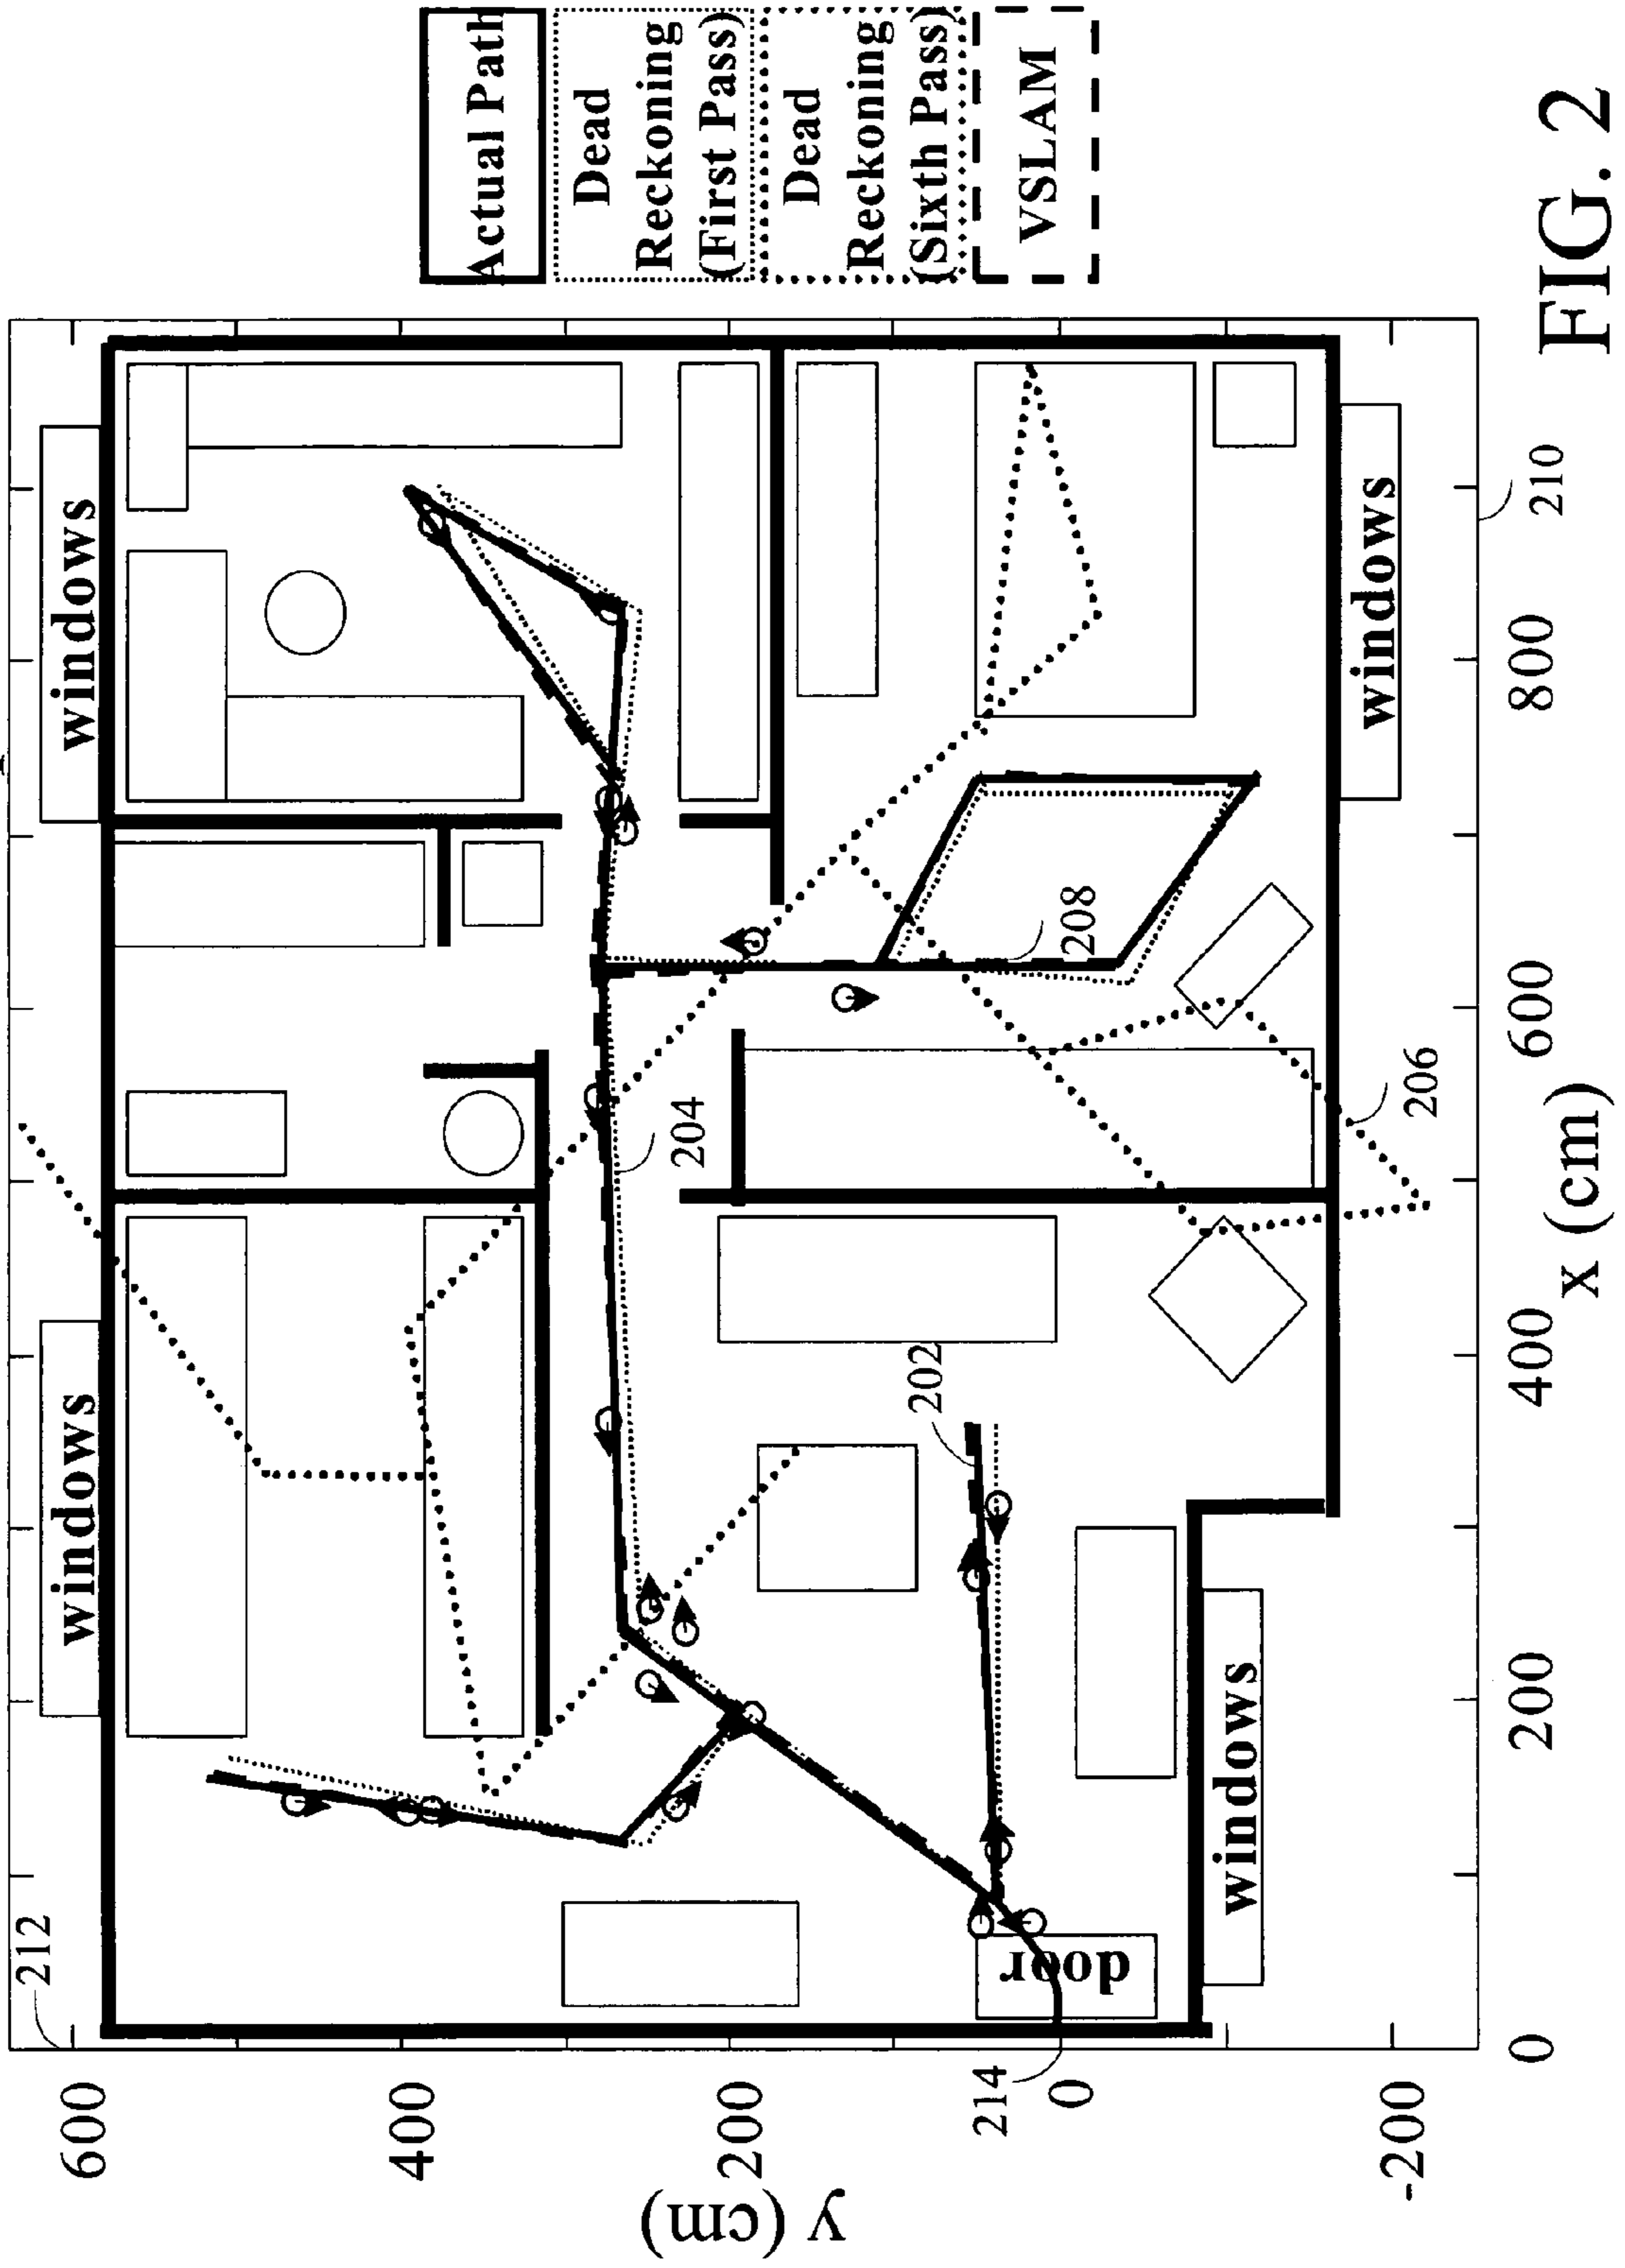 windows
windows
Actual Path
Dead
Reckoning
(First Pass)
Dead
Reckoning
(Sixth Pass)
VSLAM
212
204
202
208
206
210
214
door
windows
windows
600
400
200
0
-200
y (cm)
0
200
400
600
800
x (cm)
FIG. 2